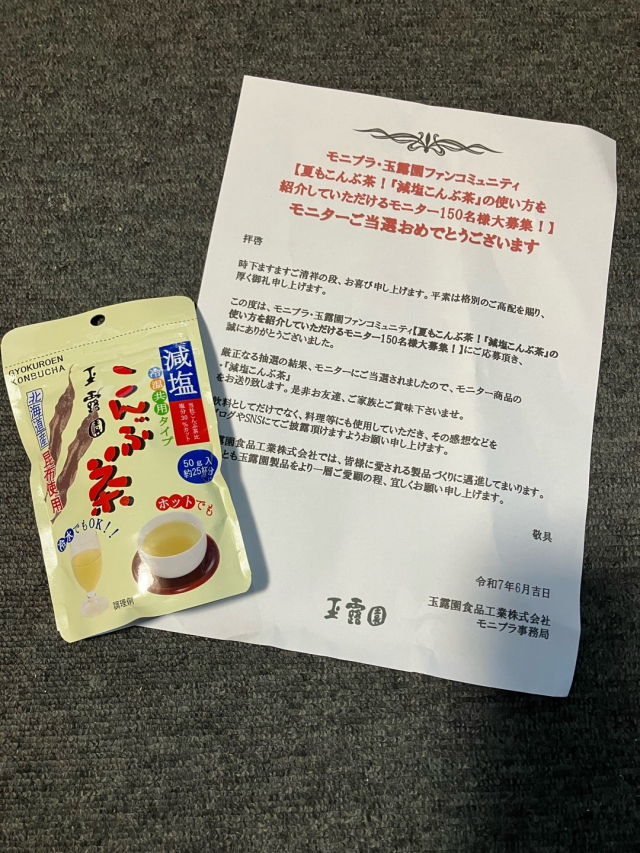 モニプラ・玉露園ファンコミュニティ
【夏もこんぶ茶！『減塩こんぶ茶』の使い方を
紹介していただけるモニター150名様大募集！】
モニターご当選おめでとうございます
拝啓
時下ますますご清祥の段、お喜び申し上げます。平素は格別のご高配を賜り、
厚く御礼申し上げます。
この度は、モニプラ・玉露園ファンコミュニティ【夏もこんぶ茶！『減塩こんぶ茶』の
使い方を紹介していただけるモニター150名様大募集！】にご応募頂き、
誠にありがとうございました。
厳正なる抽選の結果、モニターにご当選されましたので、モニター商品の
・『減塩こんぶ茶』
をお送り致します。是非お友達、ご家族とご賞味下さいませ。
飲料としてだけでなく、料理等にも使用していただき、その感想などを
ブログやSNSにてご披露頂けますようお願い申し上げます。
露園食品工業株式会社では、皆様に愛される製品づくりに邁進してまいります。
とも玉露園製品をより一層ご愛顧の程、宜しくお願い申し上げます。
敬具
令和7年6月吉日
玉露園食品工業株式会社
モニプラ事務局
玉露園
GYOKUROEN
KONBUCHA
減塩
当社こんぶ茶比
塩分30%カット
冷温共用タイプ
玉露園
こんぶ茶
北海道産昆布使用
50g入
約25杯分
ホットでも
冷水でもOK!!
調理例